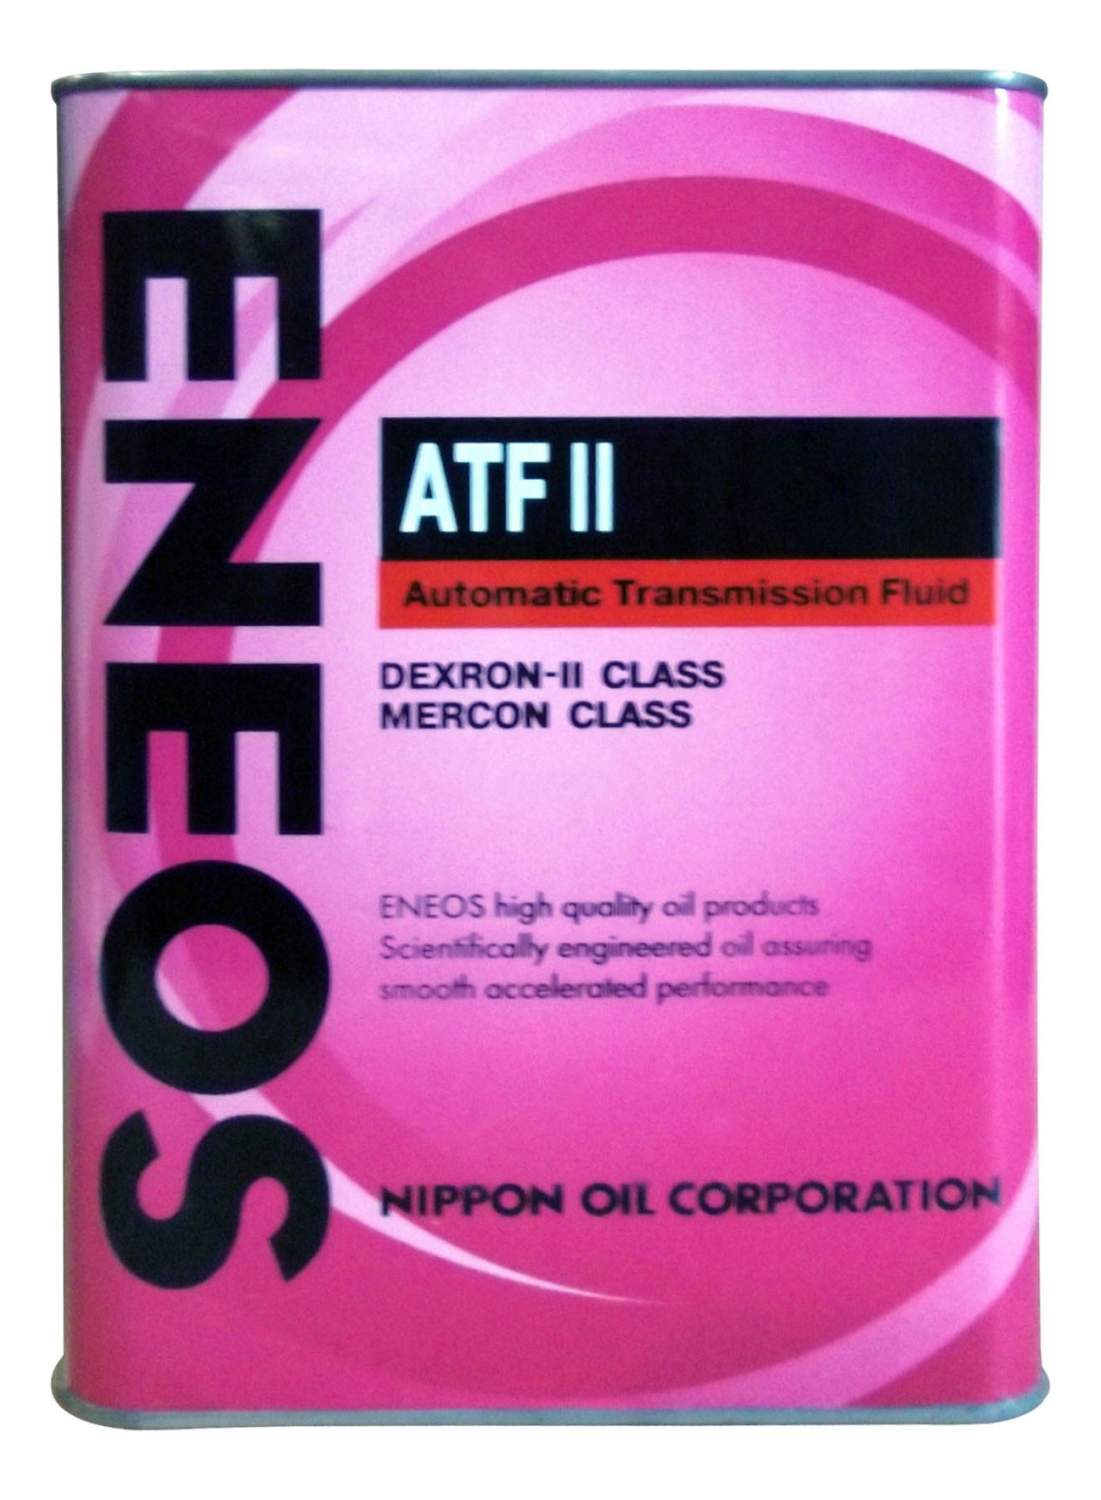 ENEOS
ATF II
Automatic Transmission Fluid
DEXRON-II CLASS
MERCON CLASS
ENEOS high quality oil products
Scientifically engineered oil assuring
smooth accelerated performance
NIPPON OIL CORPORATION